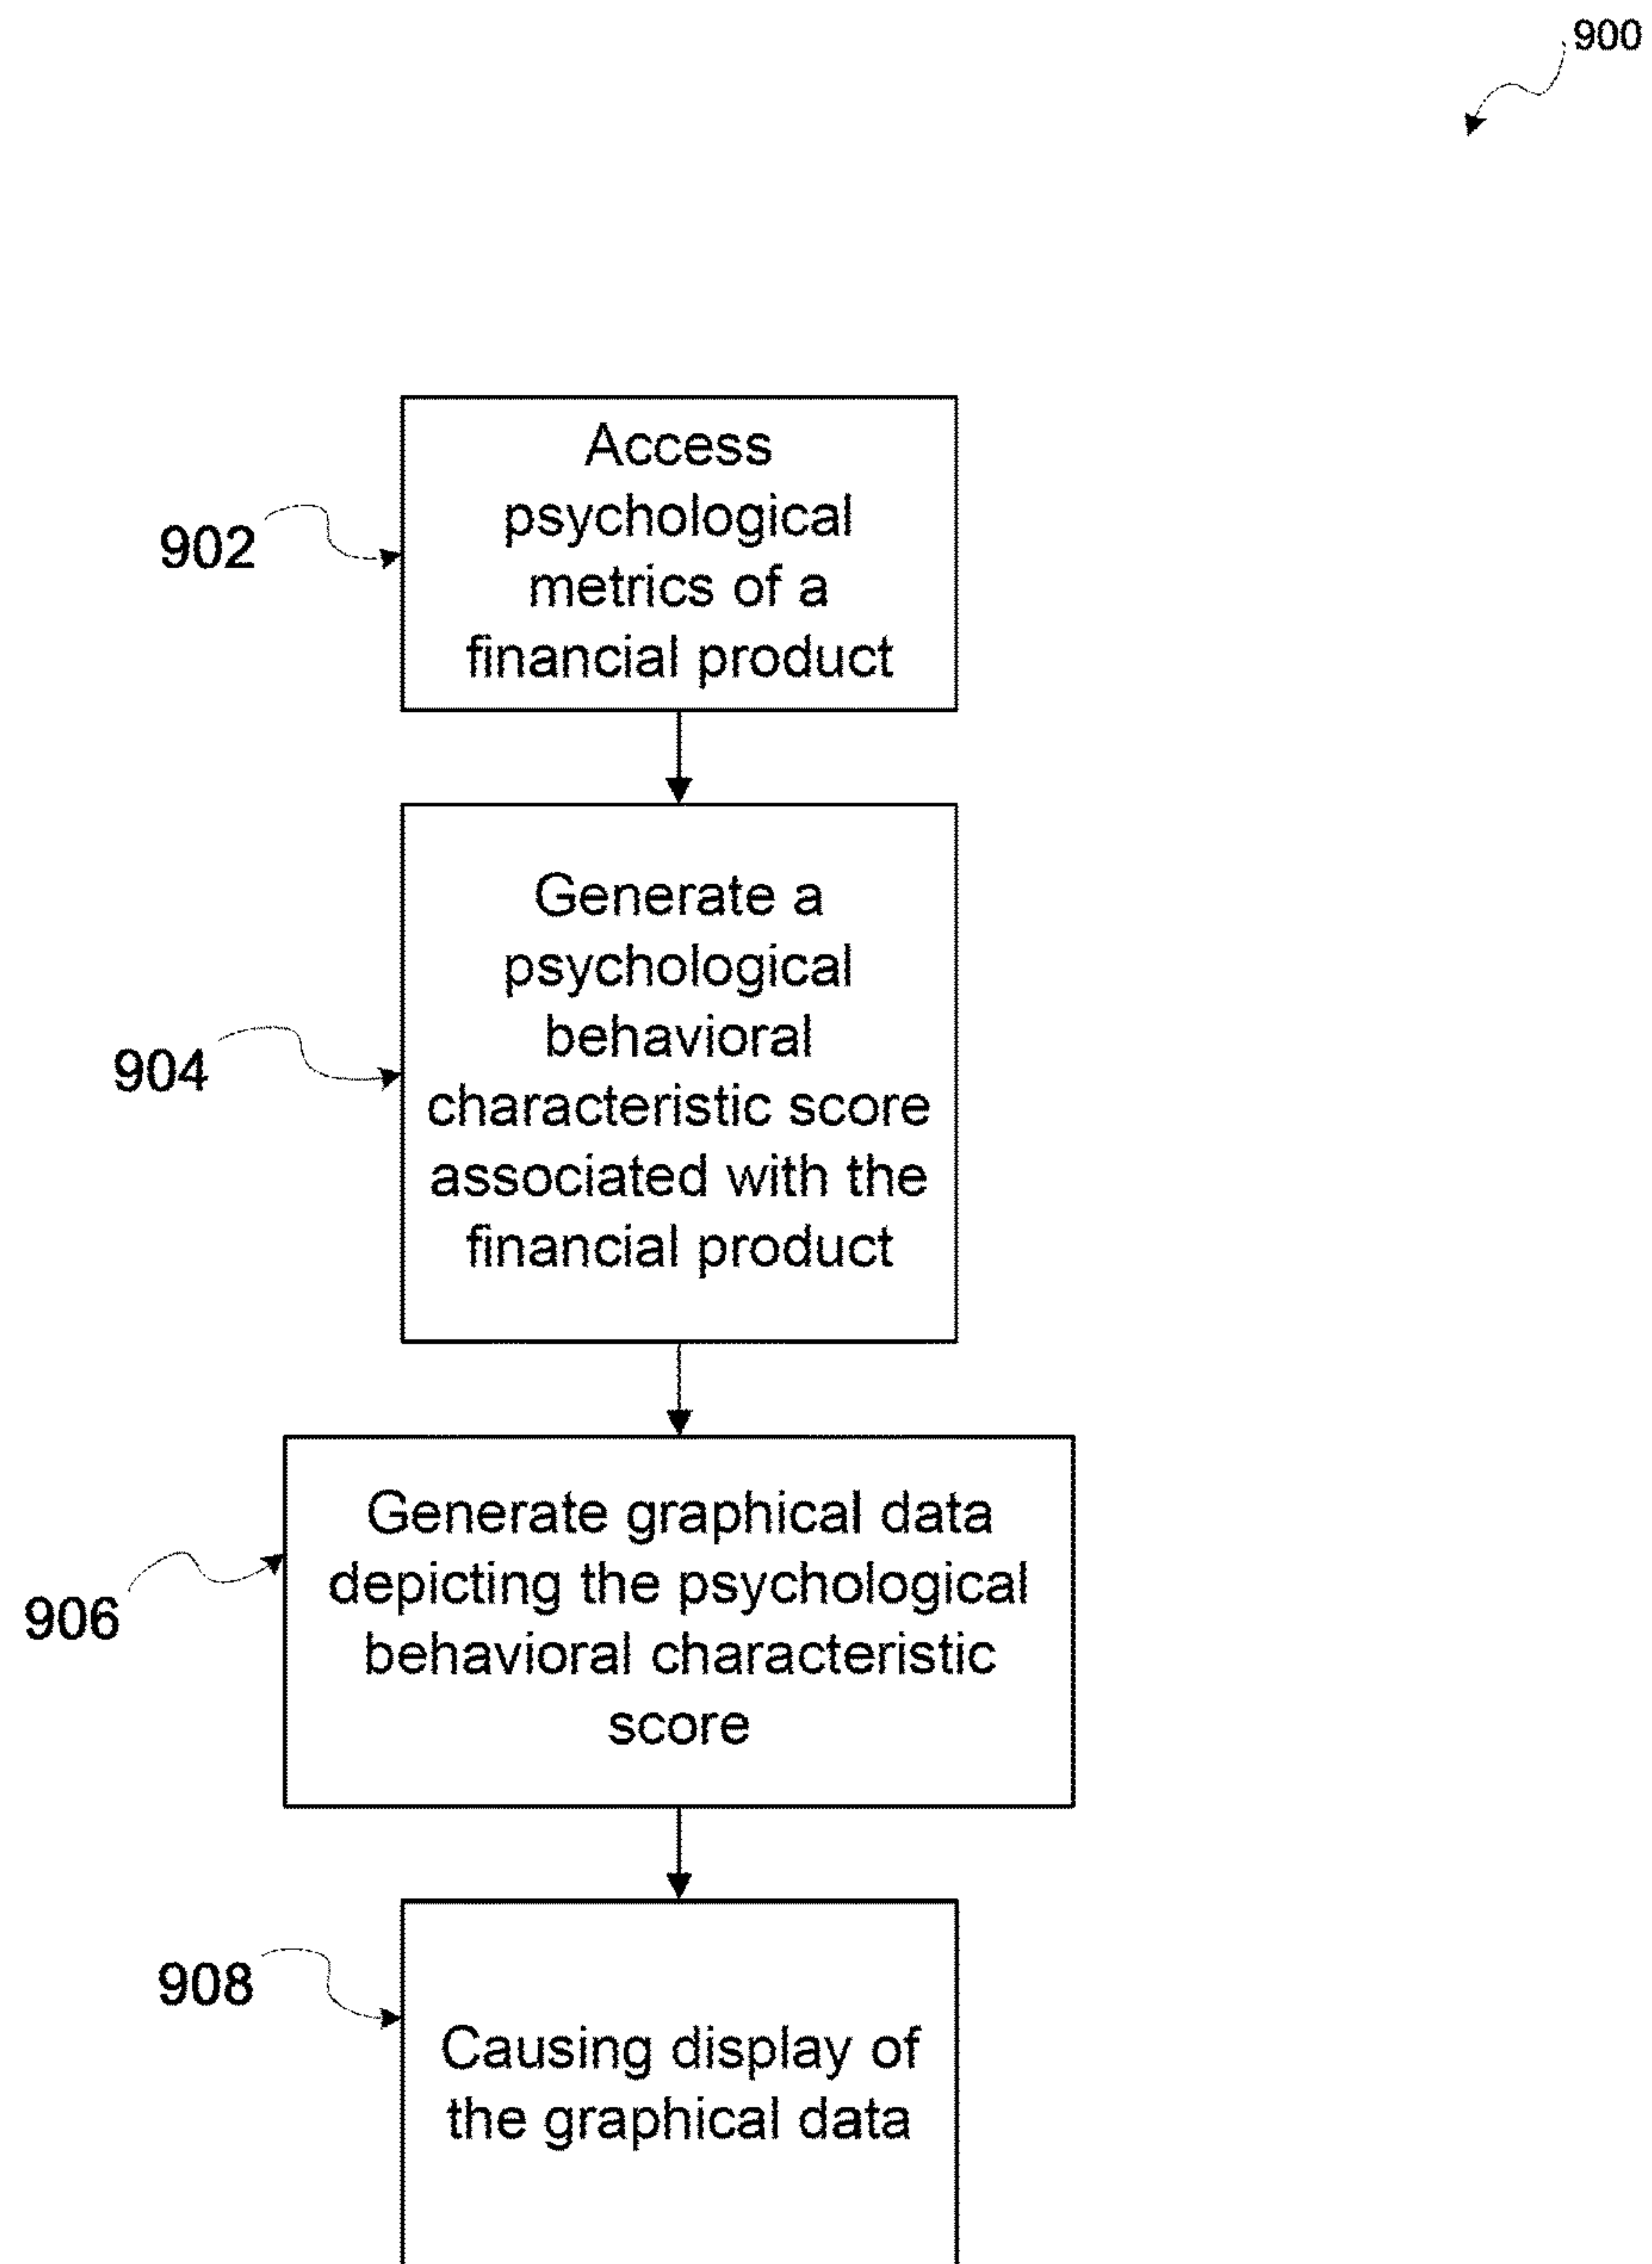 900
902
Access
psychological
metrics of a
financial product
904
Generate a
psychological
behavioral
characteristic score
associated with the
financial product
906
Generate graphical data
depicting the psychological
behavioral characteristic
score
908
Causing display of
the graphical data